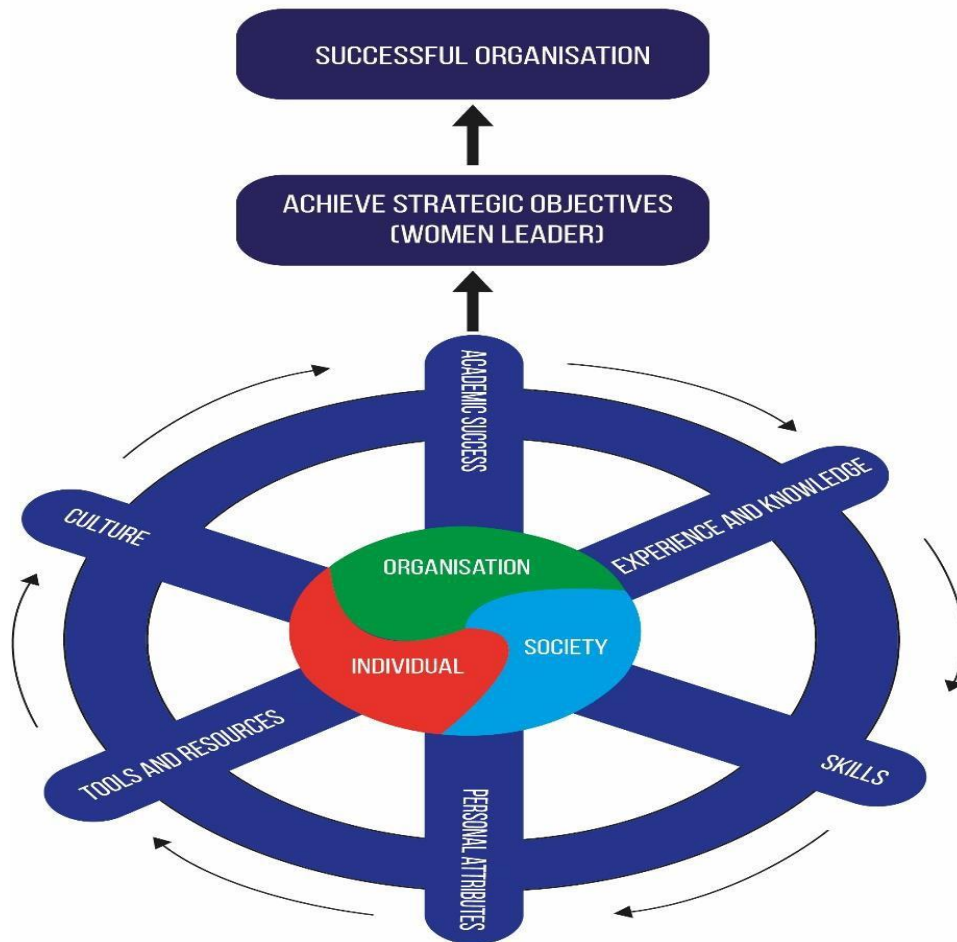 SUCCESSFUL ORGANISATION
ACHIEVE STRATEGIC OBJECTIVES
(WOMEN LEADER)
ACADEMIC SUCCESS
EXPERIENCE AND KNOWLEDGE
CULTURE
ORGANISATION
SOCIETY
INDIVIDUAL
TOOLS AND RESOURCES
SKILLS
PERSONAL ATTRIBUTES